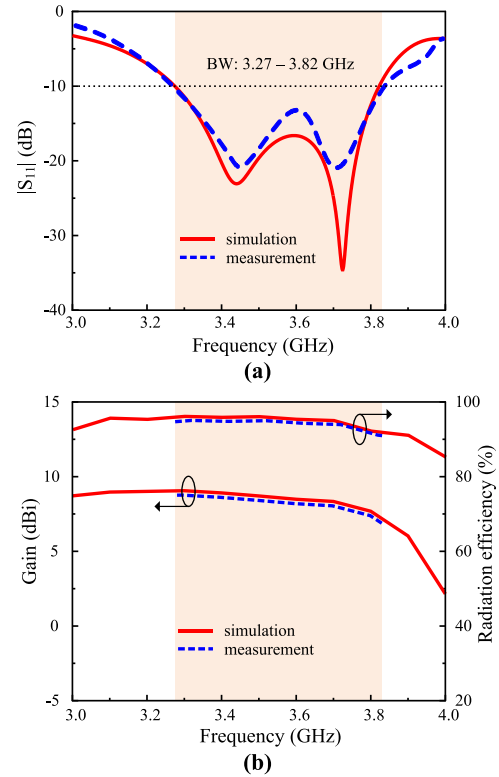 0
-10
-20
-30
-40
|S11| (dB)
BW: 3.27 – 3.82 GHz
simulation
measurement
3.0 3.2 3.4 3.6 3.8 4.0
Frequency (GHz)
(a)
15
10
5
0
-5
Gain (dBi)
100
80
60
40
20
Radiation efficiency (%)
simulation
measurement
3.0 3.2 3.4 3.6 3.8 4.0
Frequency (GHz)
(b)